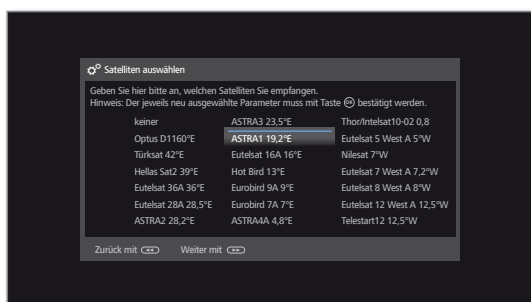 Satelliten auswählen
Geben Sie hier bitte an, welchen Satelliten Sie empfangen.
Hinweis: Der jeweils neu ausgewählte Parameter muss mit Taste OK bestätigt werden.
keiner ASTRA3 23,5°E Thor/Intelsat10-02 0,8
Optus D1160°E ASTRA1 19,2°E Eutelsat 5 West A 5°W
Türksat 42°E Eutelsat 16A 16°E Nilesat 7°W
Hellas Sat2 39°E Hot Bird 13°E Eutelsat 7 West A 7,2°W
Eutelsat 36A 36°E Eurobird 9A 9°E Eutelsat 8 West A 8°W
Eutelsat 28A 28,5°E Eurobird 7A 7°E Eutelsat 12 West A 12,5°W
ASTRA2 28,2°E ASTRA4A 4,8°E Telestart12 12,5°W
Zurück mit Weiter mit